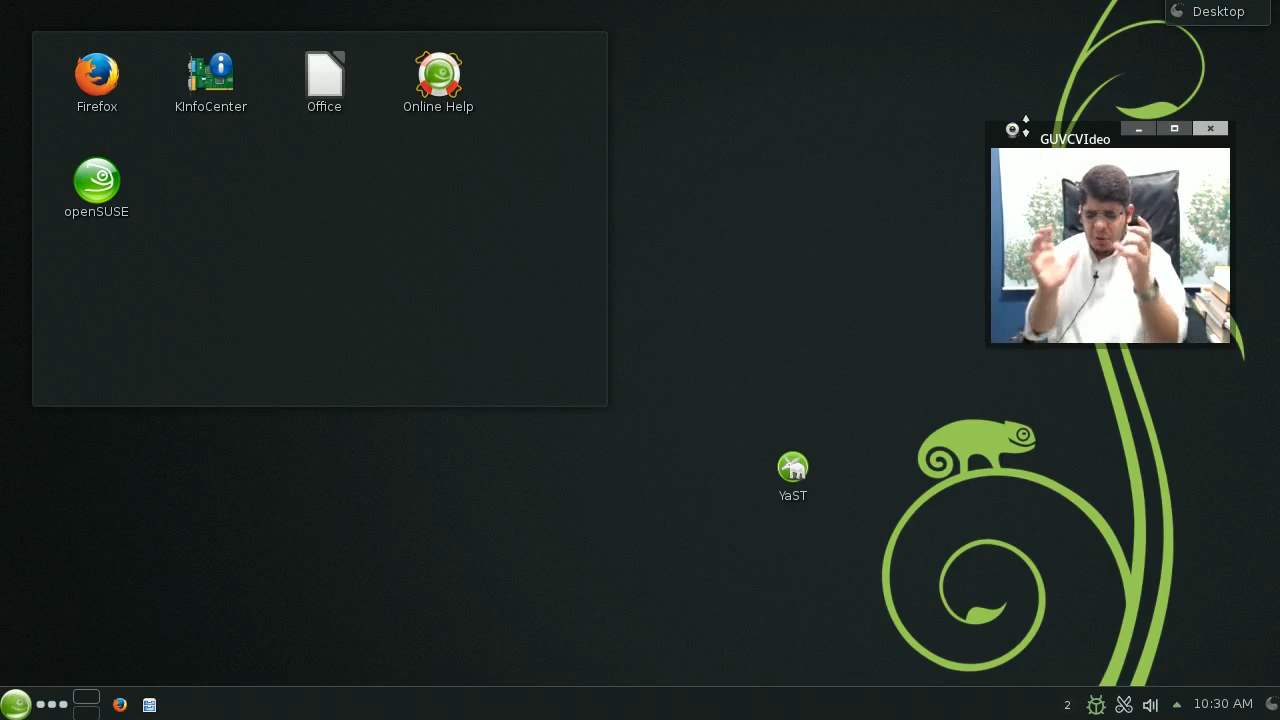 Desktop
Firefox
KInfoCenter
Office
Online Help
GUVCVIdeo
openSUSE
YaST
2
10:30 AM